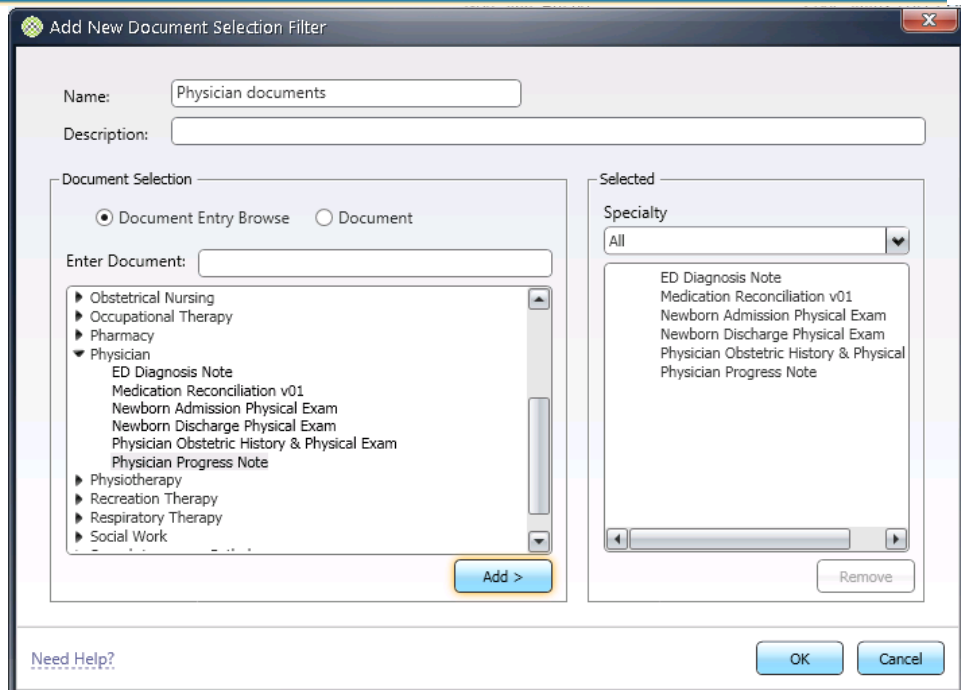 Add New Document Selection Filter
Name: Physician documents
Description:
Document Selection
Document Entry Browse Document
Enter Document:
Obstetrical Nursing
Occupational Therapy
Pharmacy
Physician
ED Diagnosis Note
Medication Reconciliation v01
Newborn Admission Physical Exam
Newborn Discharge Physical Exam
Physician Obstetric History & Physical Exam
Physician Progress Note
Physiotherapy
Recreation Therapy
Respiratory Therapy
Social Work
Add >
Selected
Specialty
All
ED Diagnosis Note
Medication Reconciliation v01
Newborn Admission Physical Exam
Newborn Discharge Physical Exam
Physician Obstetric History & Physical
Physician Progress Note
Remove
Need Help?
OK Cancel